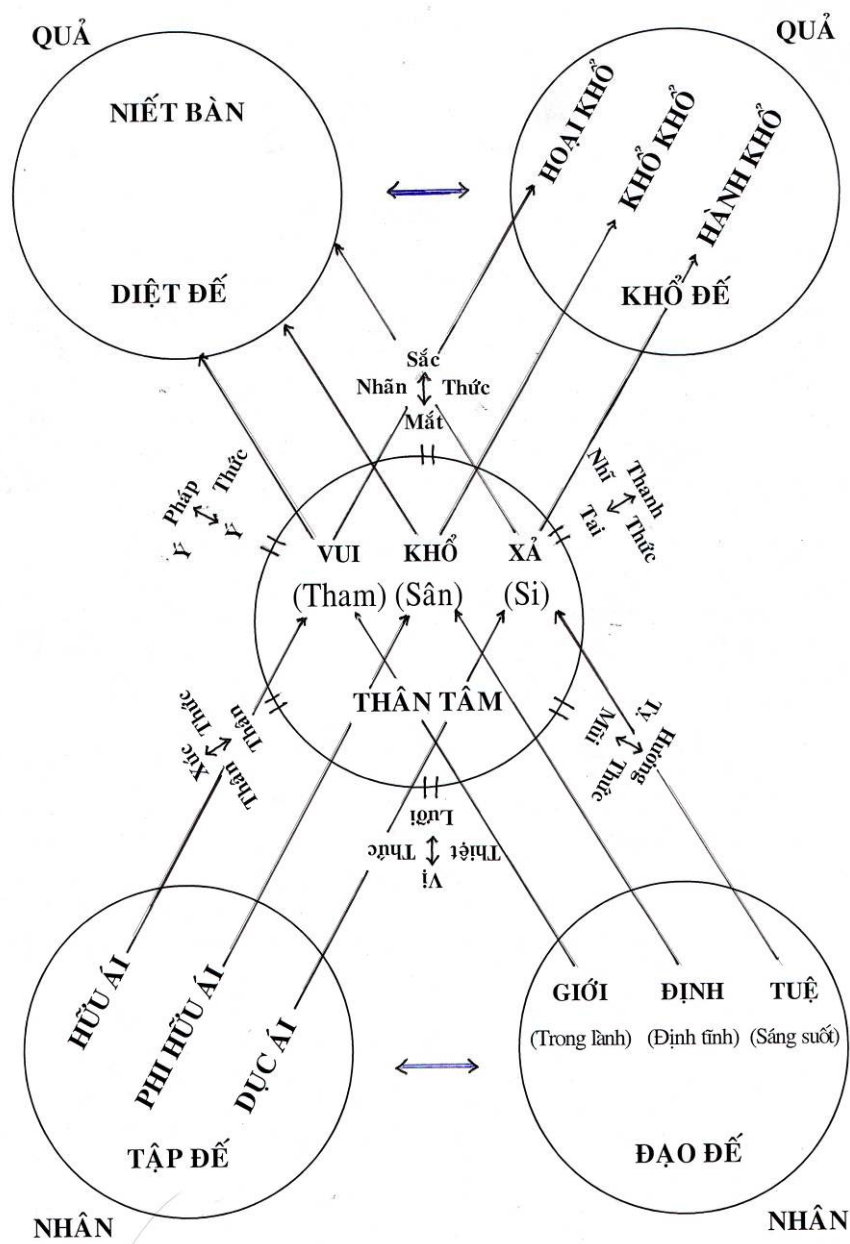 QUẢ
QUẢ
NIẾT BÀN
DIỆT ĐẾ
HOẠI KHỔ
KHỔ KHỔ
HÀNH KHỔ
KHỔ ĐẾ
Sắc
Nhãn Thức
Mắt
Pháp Thức
Ý Ý
Nhĩ Thanh
Tai Thức
VUI KHỔ XẢ
(Tham) (Sân) (Si)
THÂN TÂM
Thức Thân
Xúc Thân
Tỵ Hương
Mũi Thức
Lưỡi
Thức Thiệt
Vị
HỮU ÁI
PHI HỮU ÁI
DỤC ÁI
TẬP ĐẾ
GIỚI ĐỊNH TUỆ
(Trong lành) (Định tĩnh) (Sáng suốt)
ĐẠO ĐẾ
NHÂN
NHÂN